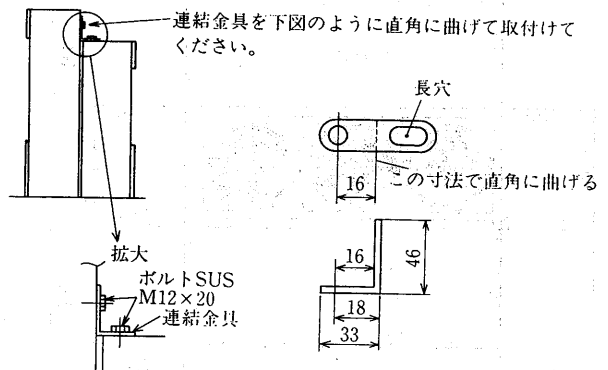 連結金具を下図のように直角に曲げて取付けて
ください。
長穴
16
この寸法で直角に曲げる
拡大
ボルトSUS
M12×20
連結金具
16
46
18
33